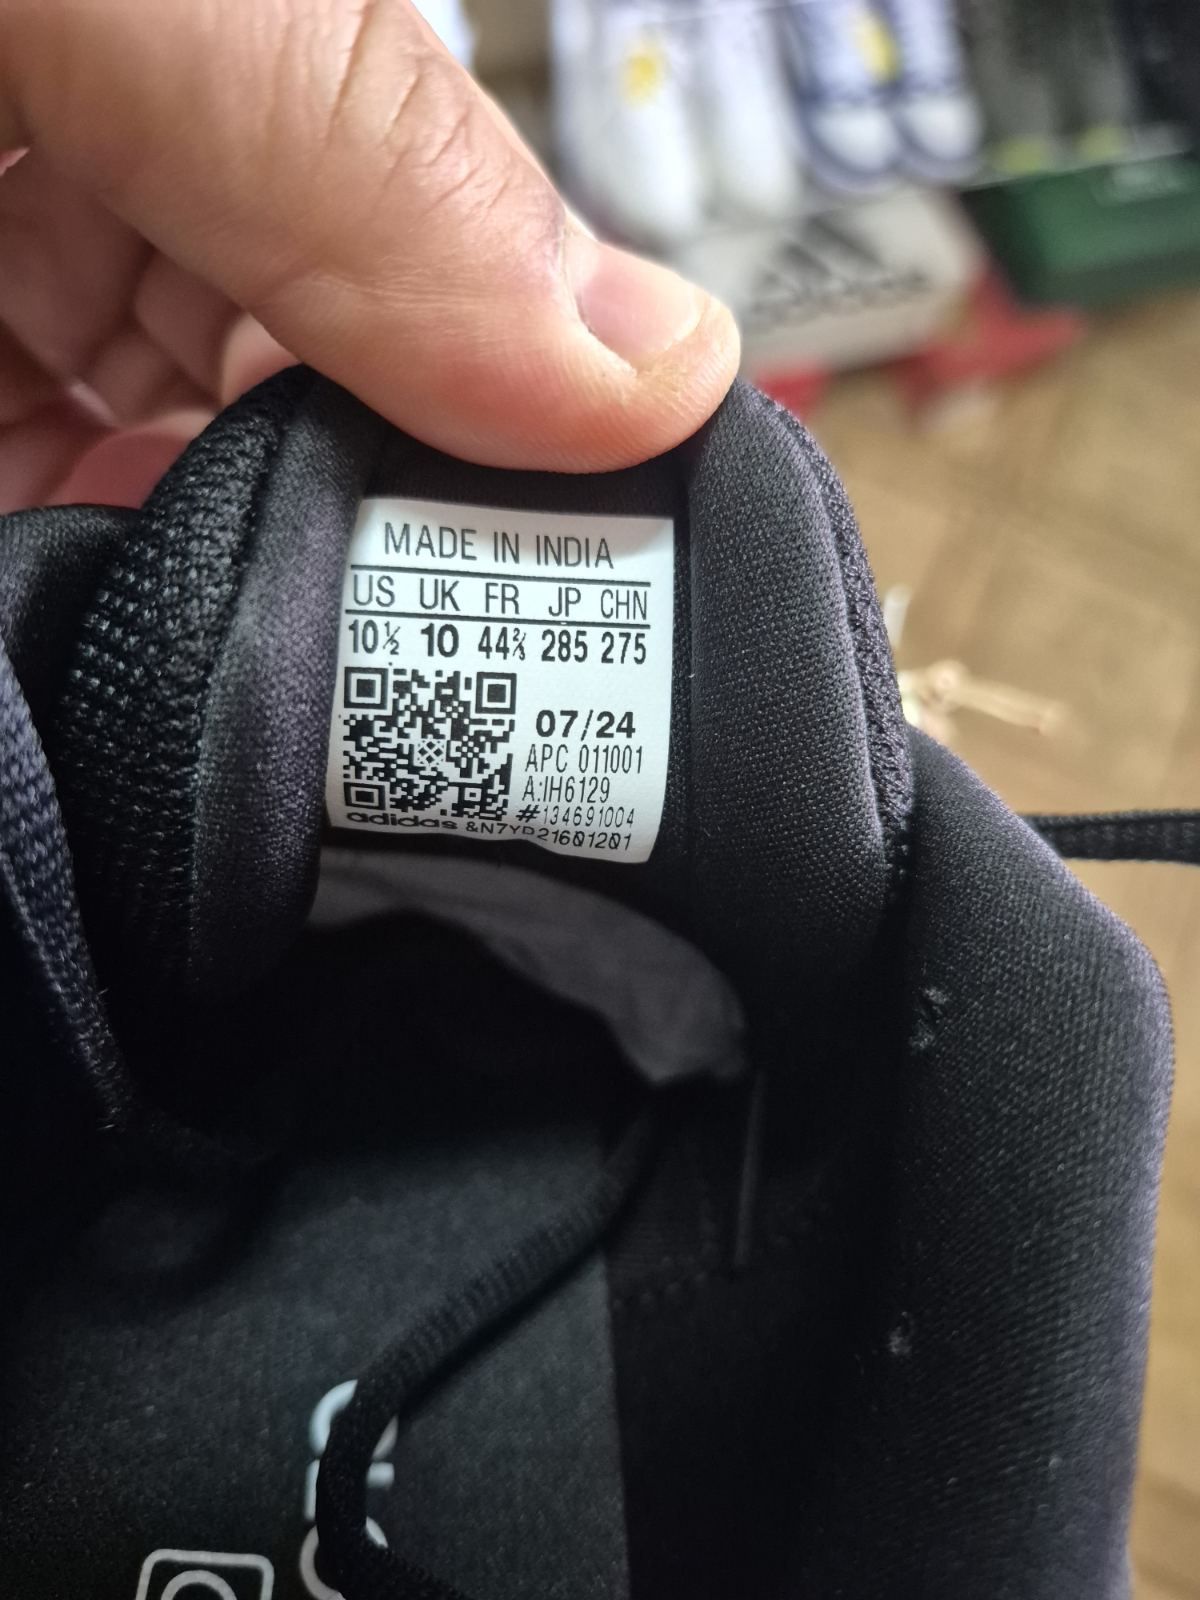 MADE IN INDIA
US UK FR JP CHN
10½ 10 44⅔ 285 275
07/24
APC 011001
A:IH6129
#134691004
adidas &N7YD21601201